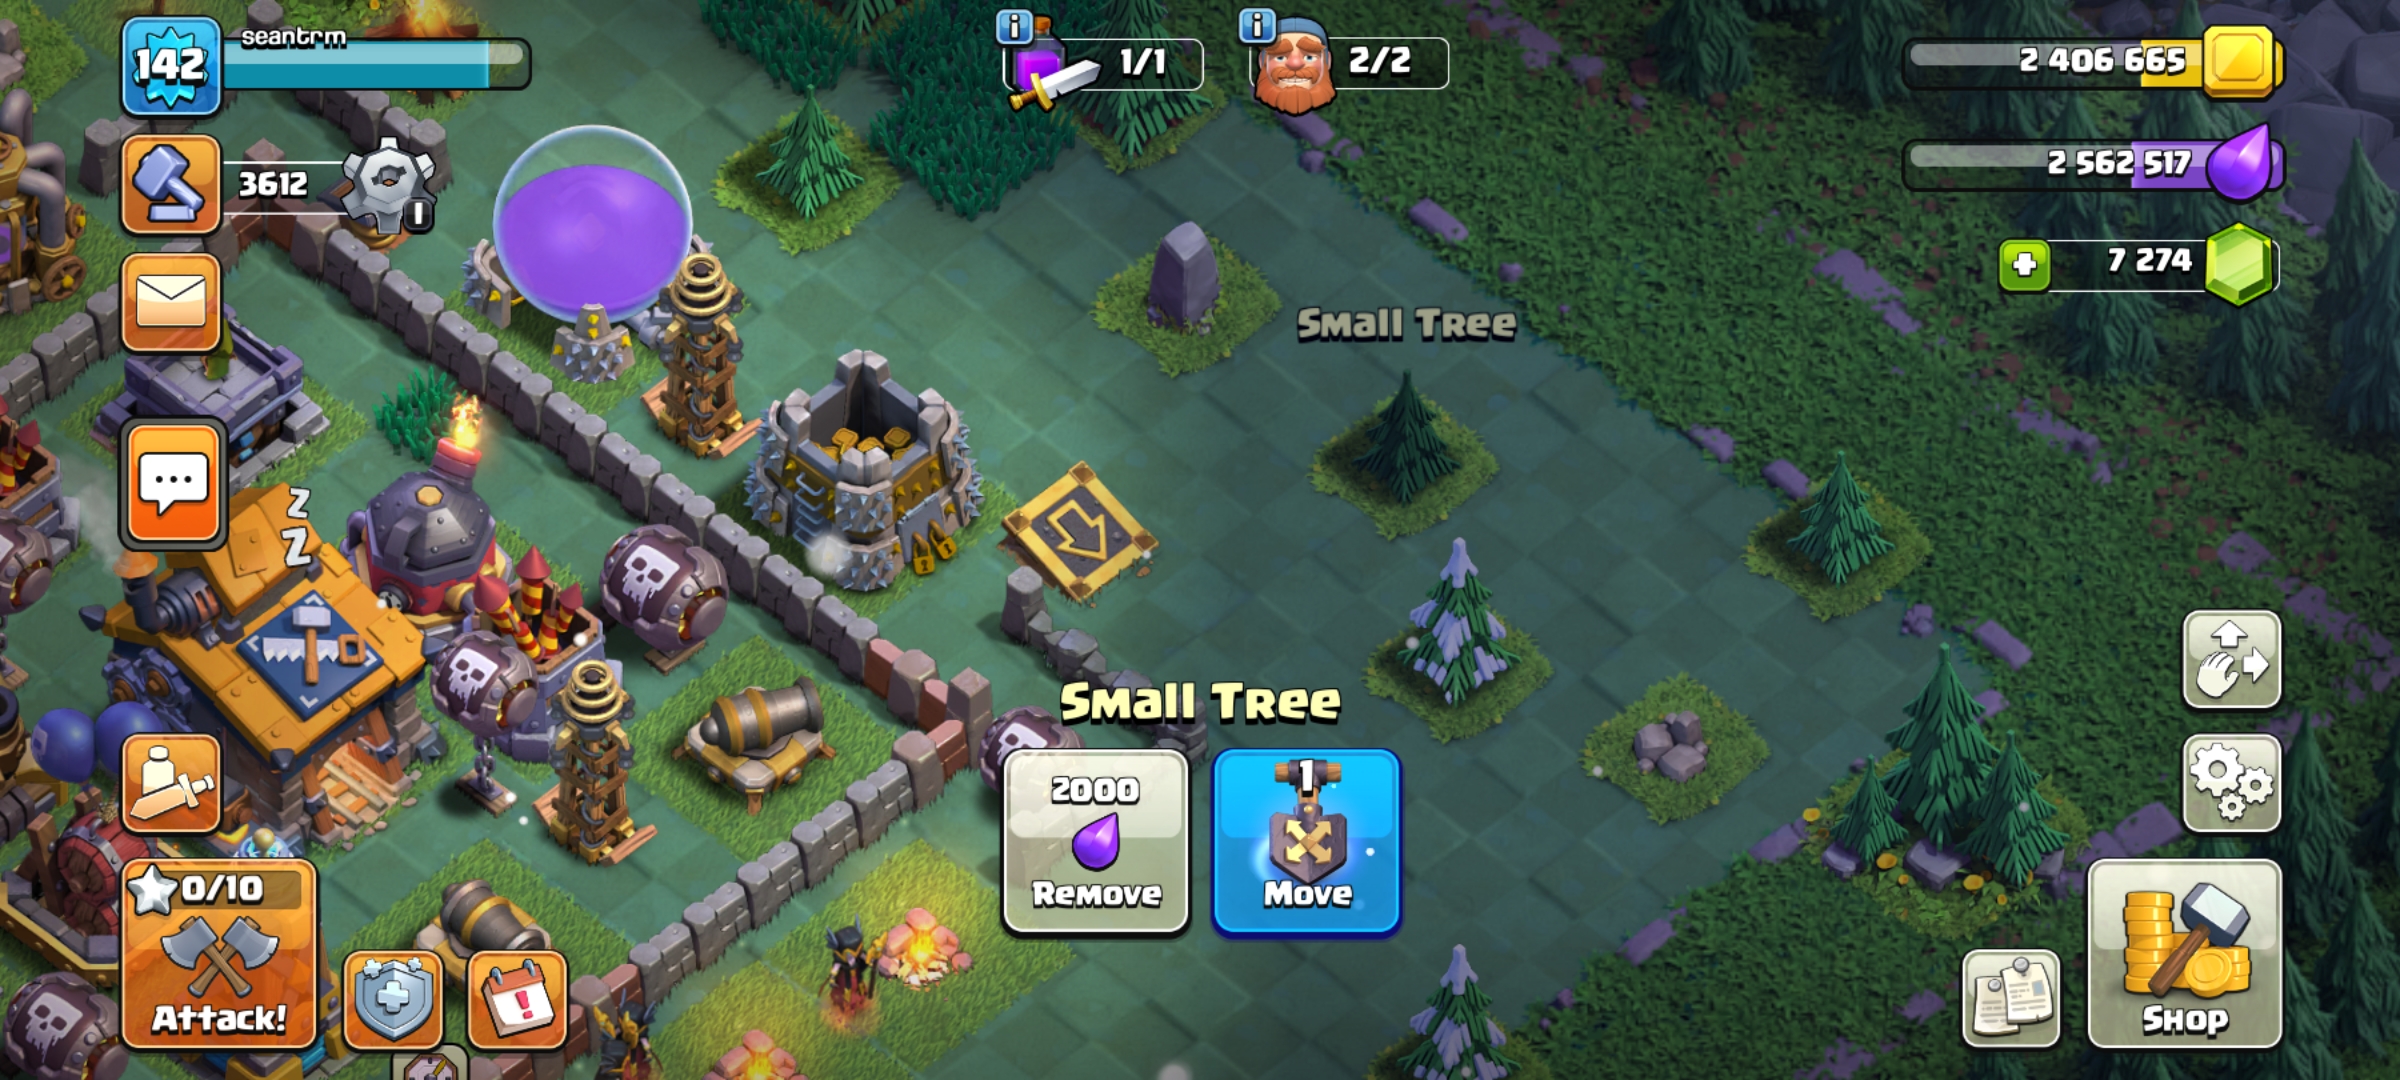 142
seantrm
1/1
2/2
2 406 665
3612
I
2 562 517
7 274
Small Tree
Z
Z
Small Tree
2000
Remove
1
Move
0/10
Attack!
Shop